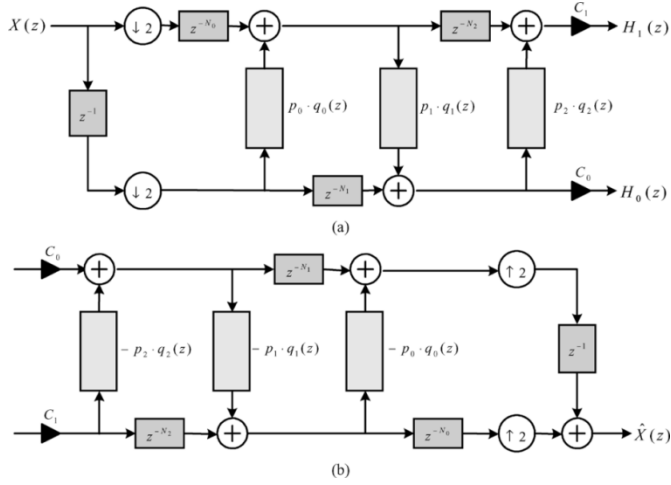 X(z) ↓2 z^{-N_0} + z^{-N_2} + C_1 H_1(z)
z^{-1} p_0 · q_0(z) p_1 · q_1(z) p_2 · q_2(z)
↓2 z^{-N_1} + C_0 H_0(z)
(a)
C_0 + z^{-N_1} + ↑2
- p_2 · q_2(z) - p_1 · q_1(z) - p_0 · q_0(z) z^{-1}
C_1 z^{-N_2} + z^{-N_0} ↑2 + X̂(z)
(b)